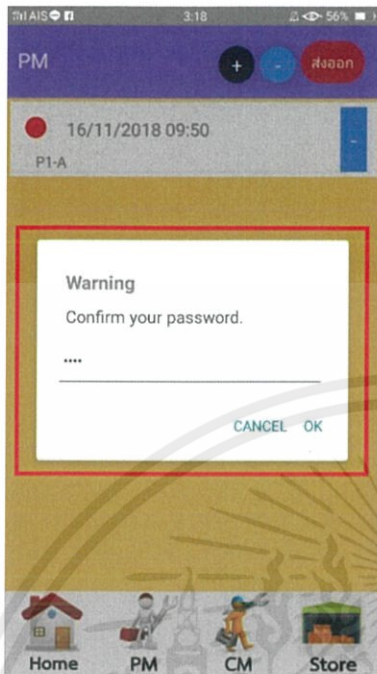 AIS 3:18 56%
PM + - ส่งออก
16/11/2018 09:50 -
P1-A
Warning
Confirm your password.
....
CANCEL OK
Home PM CM Store